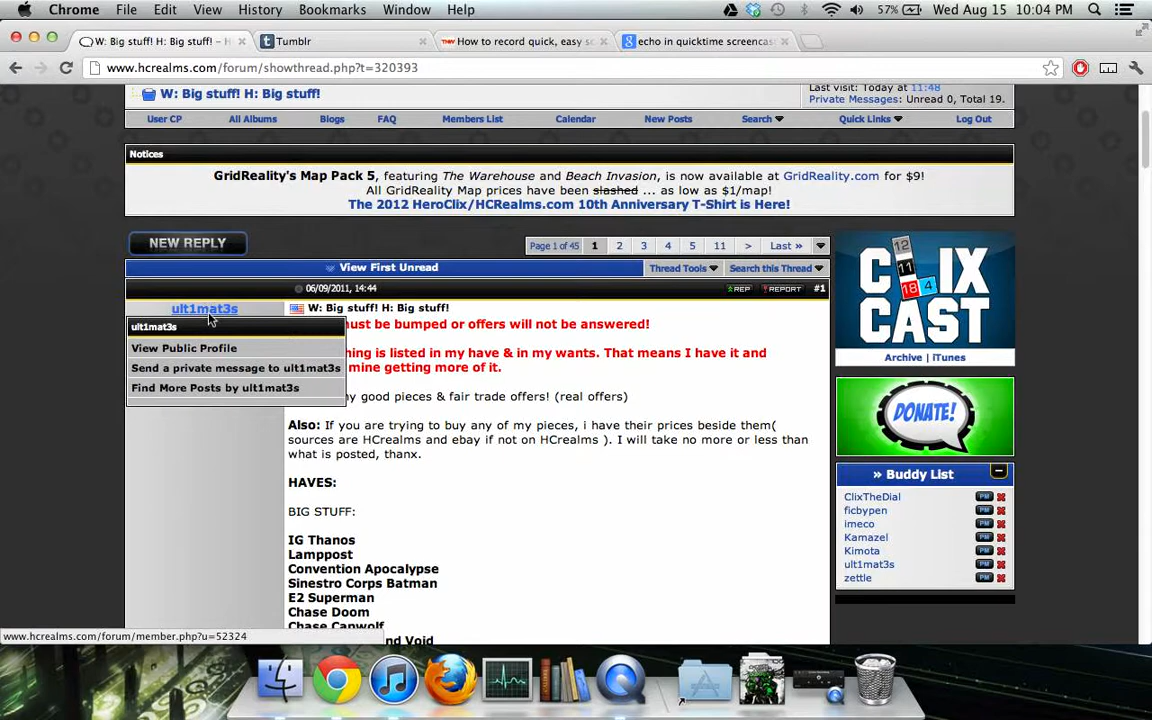 Chrome File Edit View History Bookmarks Window Help 57% Wed Aug 15 10:04 PM
W: Big stuff! H: Big stuff! – Tumblr How to record quick, easy echo in quicktime screencas
www.hcrealms.com/forum/showthread.php?t=320393
W: Big stuff! H: Big stuff!
Last visit: Today at 11:48
Private Messages: Unread 0, Total 19.
User CP All Albums Blogs FAQ Members List Calendar New Posts Search Quick Links Log Out
Notices
GridReality's Map Pack 5, featuring The Warehouse and Beach Invasion, is now available at GridReality.com for $9!
All GridReality Map prices have been slashed ... as low as $1/map!
The 2012 HeroClix/HCRealms.com 10th Anniversary T-Shirt is Here!
NEW REPLY
Page 1 of 45 1 2 3 4 5 11 > Last »
View First Unread Thread Tools Search this Thread
06/09/2011, 14:44 REP REPORT #1
ult1mat3s
ult1mat3s
View Public Profile
Send a private message to ult1mat3s
Find More Posts by ult1mat3s
W: Big stuff! H: Big stuff!
must be bumped or offers will not be answered!
hing is listed in my have & in my wants. That means I have it and
mine getting more of it.
my good pieces & fair trade offers! (real offers)
Also: If you are trying to buy any of my pieces, i have their prices beside them(
sources are HCrealms and ebay if not on HCrealms ). I will take no more or less than
what is posted, thanx.
HAVES:
BIG STUFF:
IG Thanos
Lamppost
Convention Apocalypse
Sinestro Corps Batman
E2 Superman
Chase Doom
Chase Capwolf
nd Void
12
11
18 4
CLIX
CAST
Archive | iTunes
DONATE!
» Buddy List
ClixTheDial PM
ficbypen PM
imeco PM
Kamazel PM
Kimota PM
ult1mat3s PM
zettle PM
www.hcrealms.com/forum/member.php?u=52324